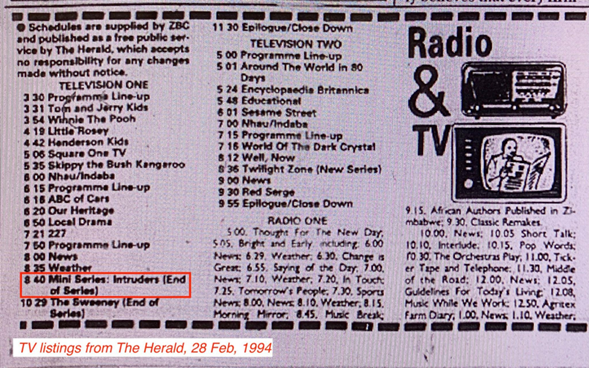 ● Schedules are supplied by ZBC
and published as a free public ser-
vice by The Herald, which accepts
no responsibility for any changes
made without notice.
TELEVISION ONE
3 30 Programme Line-up
3 31 Tom and Jerry Kids
3 54 Winnie The Pooh
4 19 Little Rosey
4 42 Henderson Kids
5 06 Square One TV
5 35 Skippy the Bush Kangaroo
6 00 Nhau/Indaba
6 15 Programme Line-up
6 18 ABC of Cars
6 20 Our Heritage
6 50 Local Drama
7 21 227
7 50 Programme Line-up
8 00 News
8 35 Weather
8 40 Mini Series: Intruders (End
of Series)
10 29 The Sweeney (End of
Series)
11 30 Epilogue/Close Down
TELEVISION TWO
5 00 Programme Line-up
5 01 Around The World in 80
Days
5 24 Encyclopaedia Britannica
5 48 Educational
6 01 Sesame Street
7 00 Nhau/Indaba
7 15 Programme Line-up
7 16 World Of The Dark Crystal
8 12 Well, Now
8 36 Twilight Zone (New Series)
9 00 News
9 30 Red Serge
9 55 Epilogue/Close Down
RADIO ONE
5.00. Thought For The New Day;
5.05, Bright and Early including: 6.00
News; 6.29, Weather; 6.30, Change is
Great; 6.55, Saying of the Day; 7.00,
News; 7.10, Weather; 7.20, In Touch;
7.25, Tomorrow's People; 7.30, Sports
News; 8.00, News; 8.10, Weather; 8.15,
Morning Mirror; 8.45, Music Break;
Radio
&
TV
9.15, African Authors Published in Zi-
mbabwe; 9.30, Classic Remakes.
10.00, News; 10.05 Short Talk;
10.10, Interlude; 10.15, Pop Words;
10.30, The Orchestras Play; 11.00, Tick-
er Tape and Telephone; 11.30, Middle
of the Road; 12.00, News; 12.05,
Guidelines For Today's Living; 12.08,
Music While We Work; 12.50, Agritex
Farm Diary; 1.00, News; 1.10, Weather;
TV listings from The Herald, 28 Feb, 1994